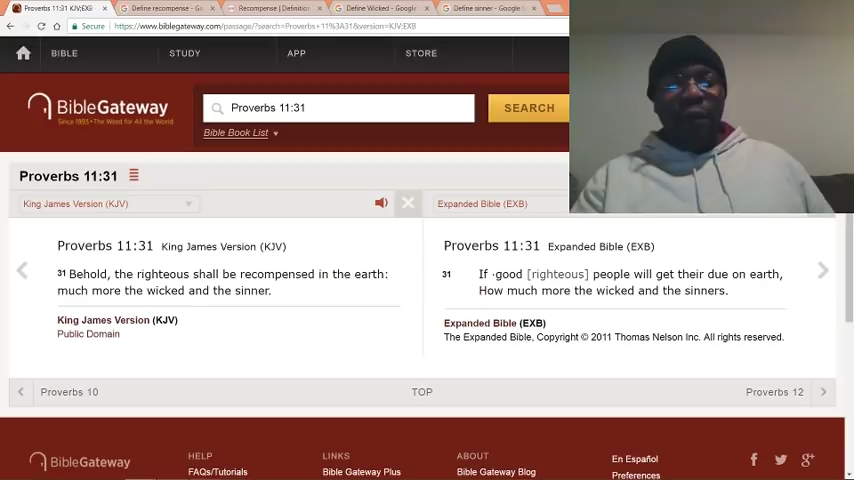 Proverbs 11:31 KJV;EXB
Define recompense - Go
Recompense | Definition
Define Wicked - Google
Define sinner - Google S
Secure https://www.biblegateway.com/passage/?search=Proverbs+11%3A31&version=KJV;EXB
BIBLE STUDY APP STORE
BibleGateway
Since 1993 • The Word for All the World
Proverbs 11:31
SEARCH
Bible Book List
Proverbs 11:31
King James Version (KJV)
Expanded Bible (EXB)
Proverbs 11:31 King James Version (KJV)
31 Behold, the righteous shall be recompensed in the earth:
much more the wicked and the sinner.
King James Version (KJV)
Public Domain
Proverbs 11:31 Expanded Bible (EXB)
31 If ·good [righteous] people will get their due on earth,
How much more the wicked and the sinners.
Expanded Bible (EXB)
The Expanded Bible, Copyright © 2011 Thomas Nelson Inc. All rights reserved.
Proverbs 10
TOP
Proverbs 12
BibleGateway
HELP
FAQs/Tutorials
LINKS
Bible Gateway Plus
ABOUT
Bible Gateway Blog
En Español
Preferences
f
g+